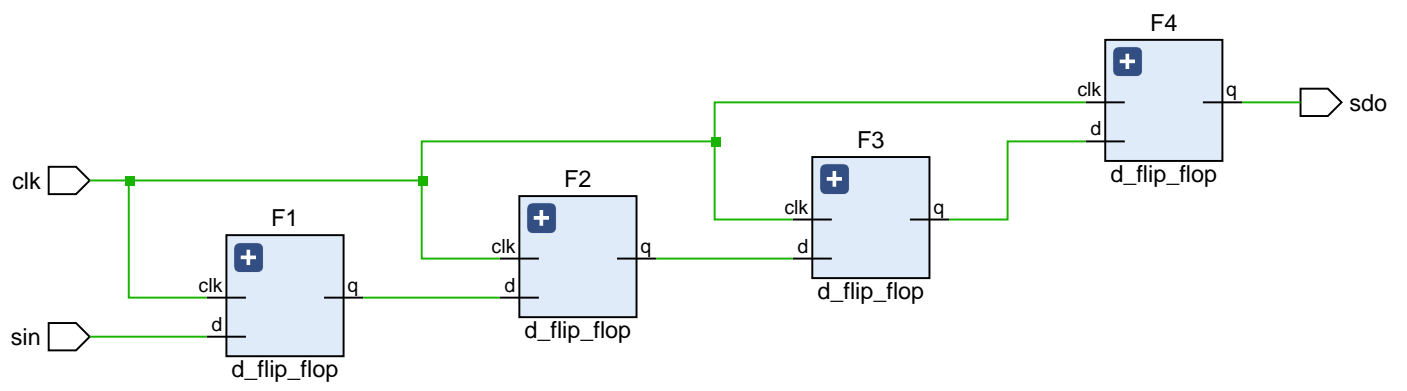 F4
clk
q
sdo
d
d_flip_flop
F3
clk
q
d
d_flip_flop
clk
F2
clk
q
d
d_flip_flop
F1
clk
q
sin
d
d_flip_flop